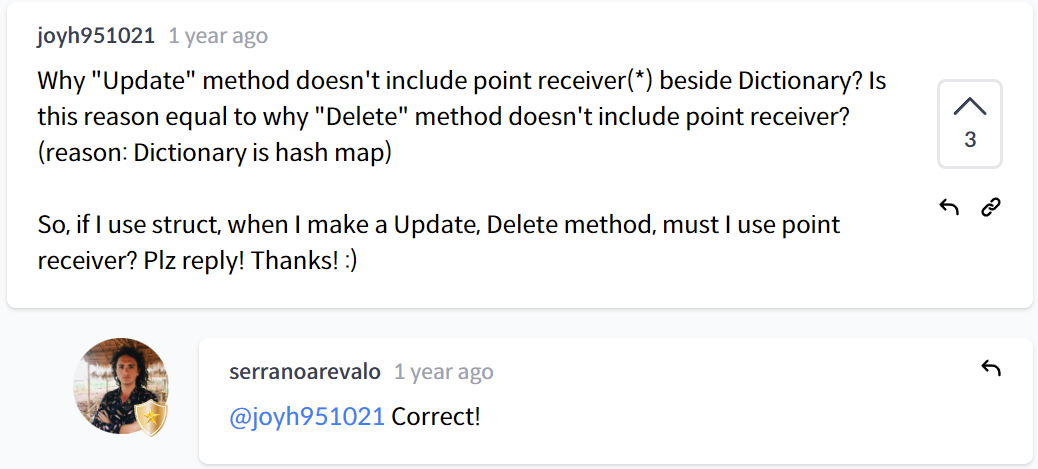 joyh951021 1 year ago
Why "Update" method doesn't include point receiver(*) beside Dictionary? Is
this reason equal to why "Delete" method doesn't include point receiver?
(reason: Dictionary is hash map)
3
So, if I use struct, when I make a Update, Delete method, must I use point
receiver? Plz reply! Thanks! :)
serranoarevalo 1 year ago
@joyh951021 Correct!